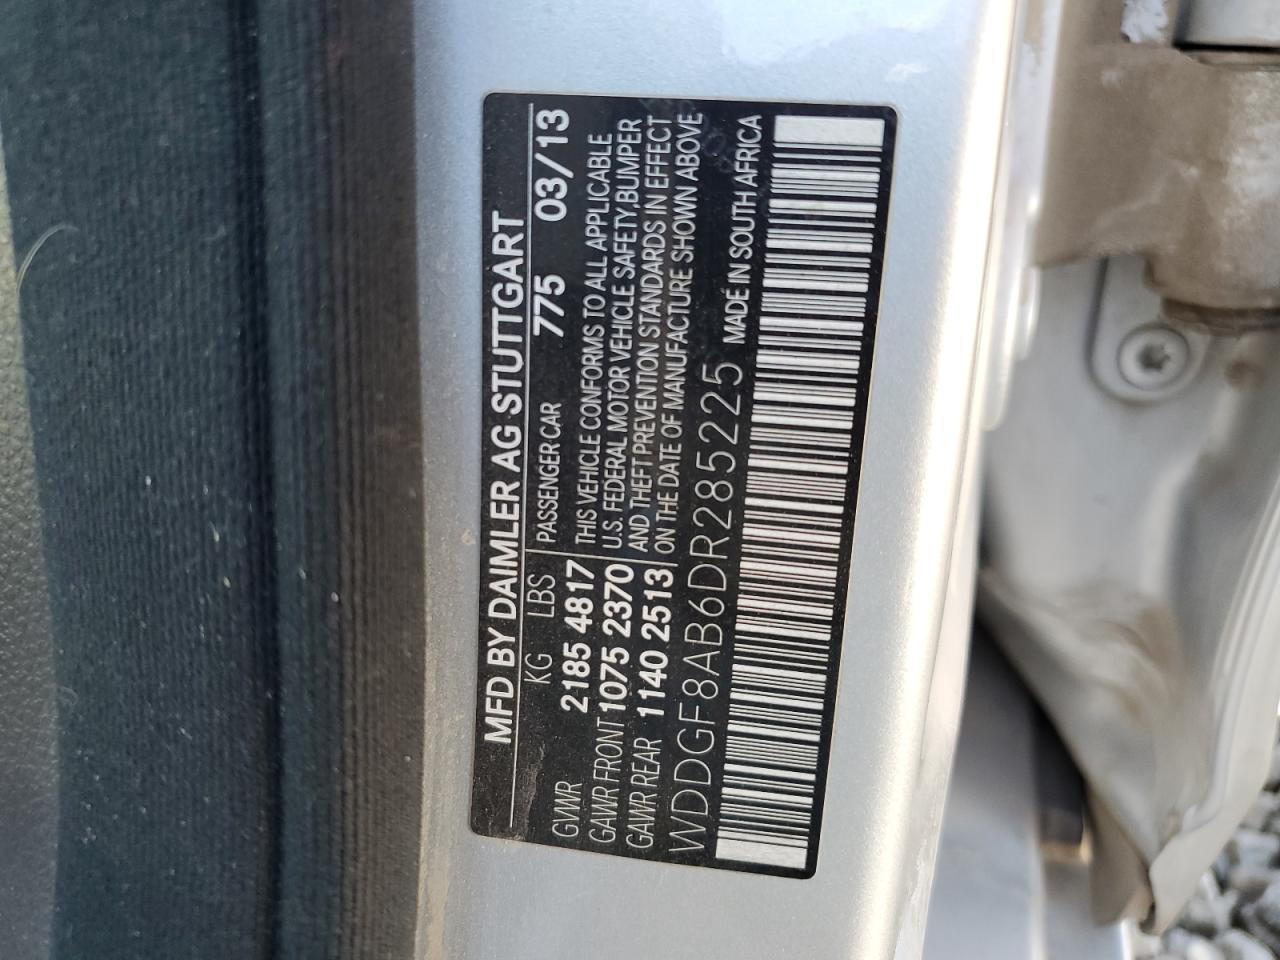 MFD BY DAIMLER AG STUTTGART
KG LBS PASSENGER CAR 775 03/13
GVWR 2185 4817
GAWR FRONT 1075 2370
GAWR REAR 1140 2513
THIS VEHICLE CONFORMS TO ALL APPLICABLE
U.S. FEDERAL MOTOR VEHICLE SAFETY,BUMPER
AND THEFT PREVENTION STANDARDS IN EFFECT
ON THE DATE OF MANUFACTURE SHOWN ABOVE
WDDGF8AB6DR285225 MADE IN SOUTH AFRICA